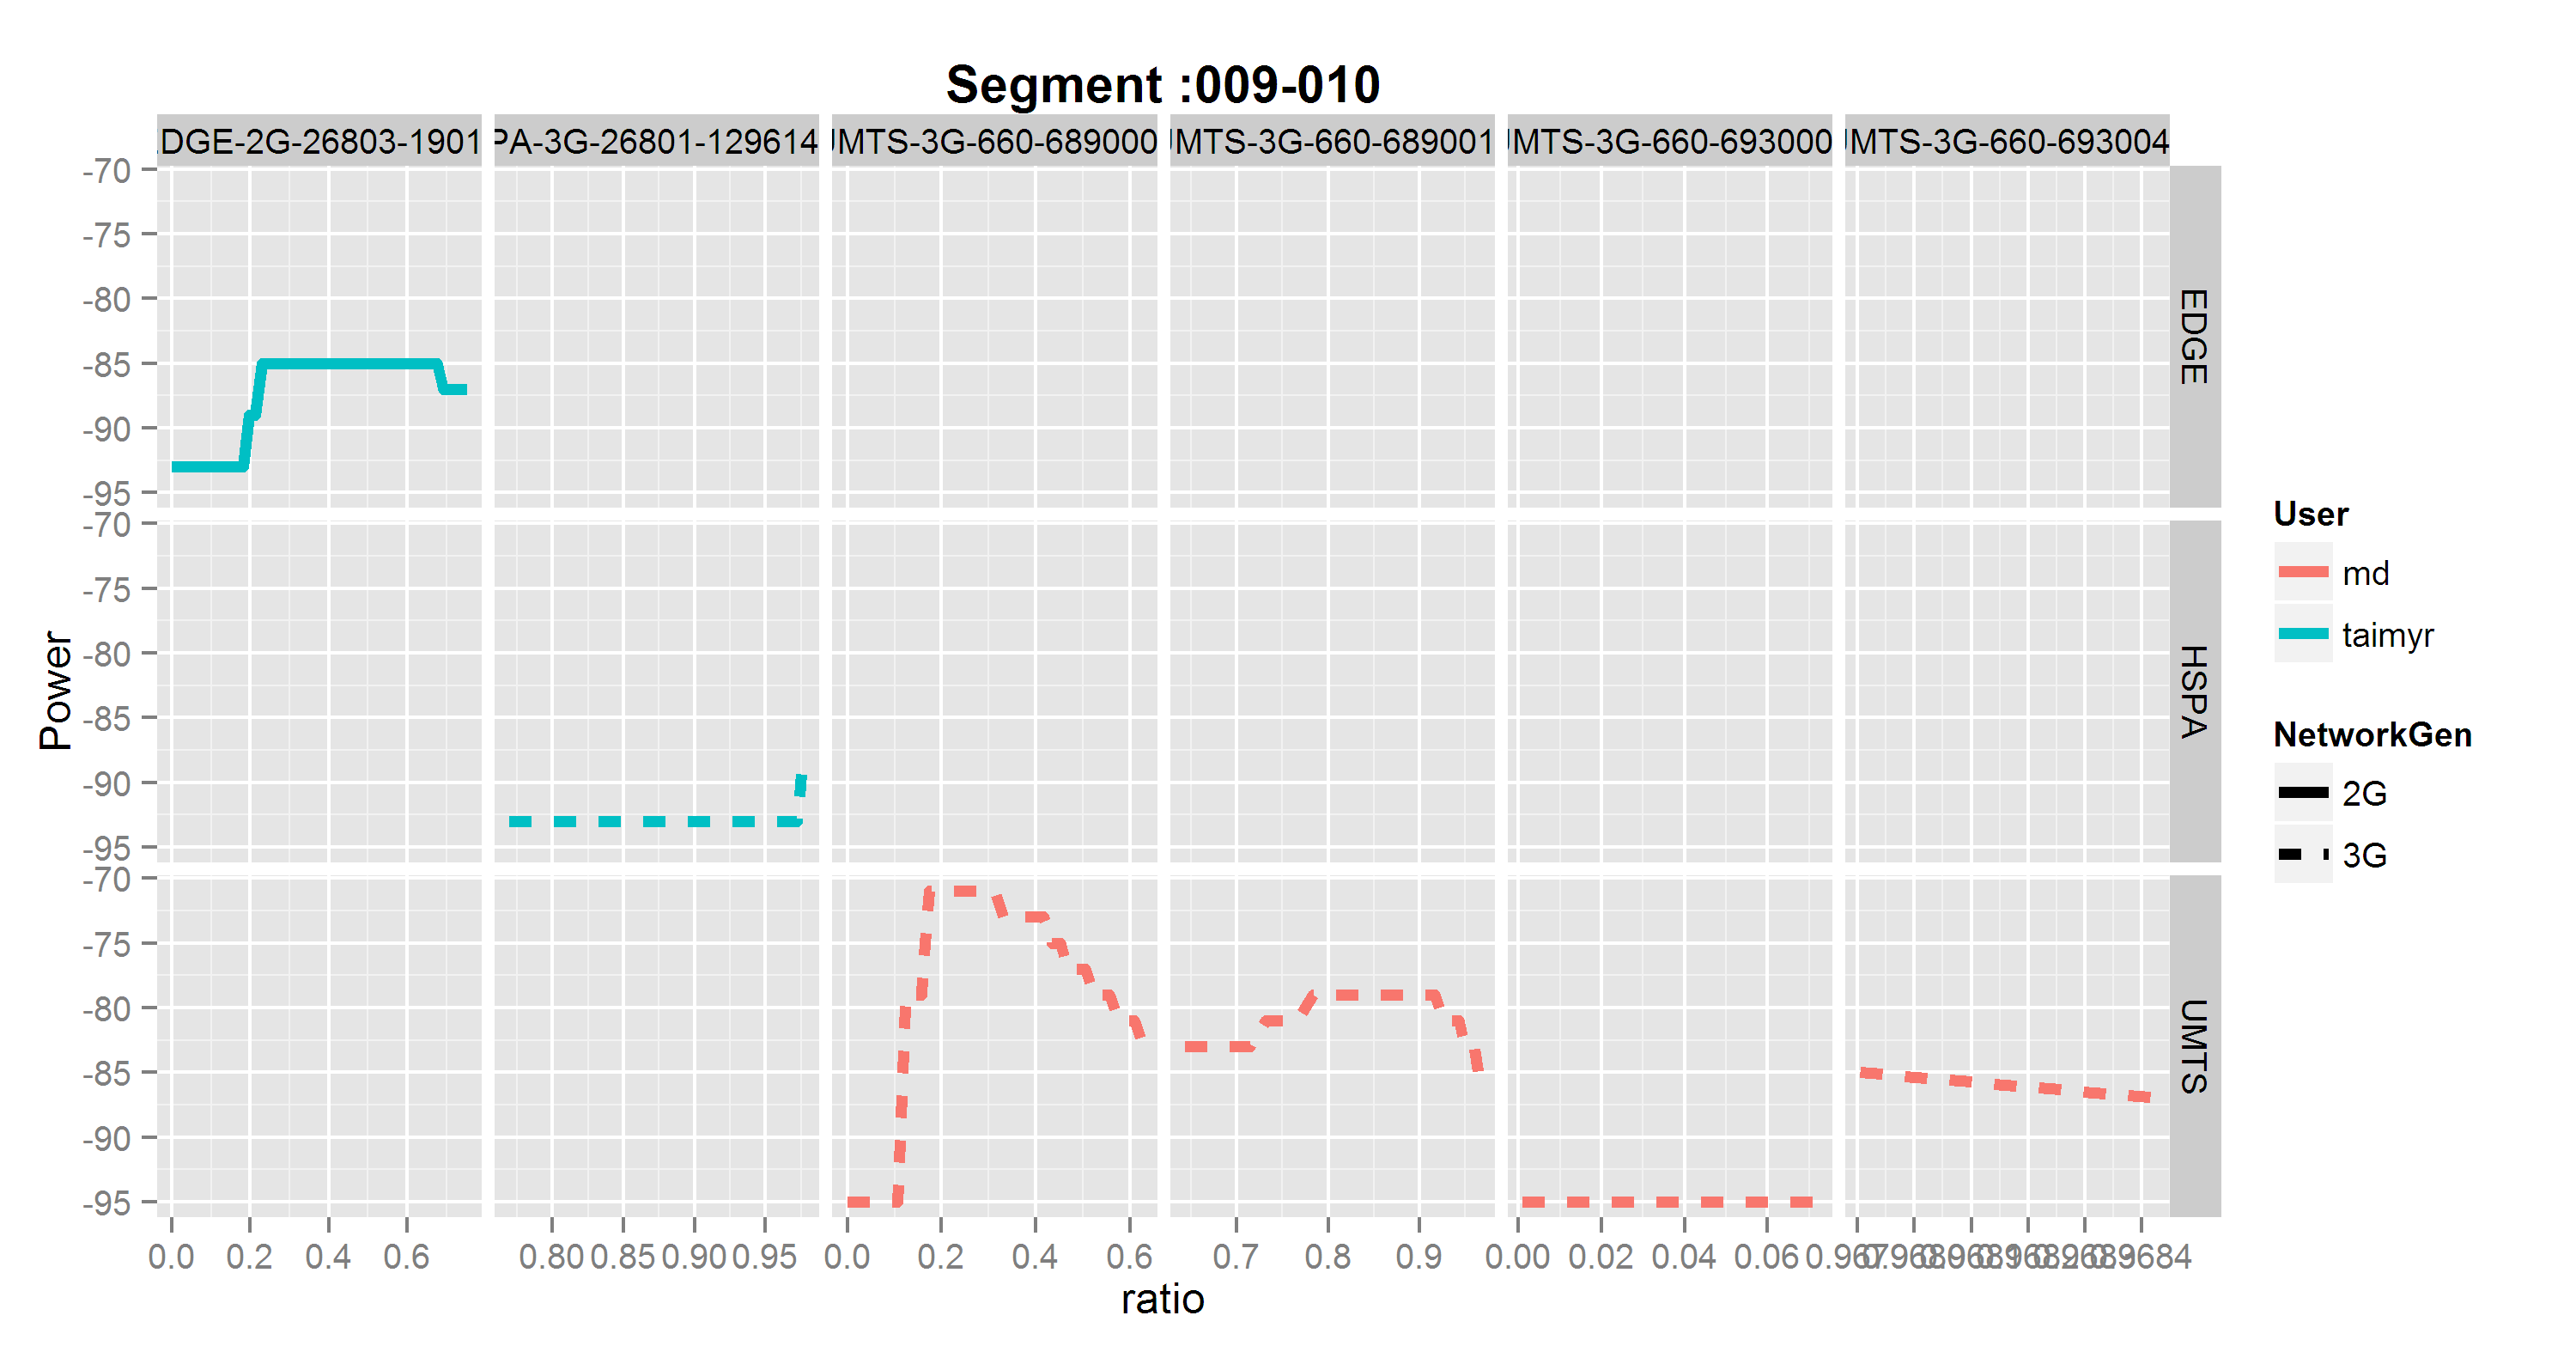 Segment :009-010
DGE-2G-26803-1901 PA-3G-26801-129614 UMTS-3G-660-689000 UMTS-3G-660-689001 UMTS-3G-660-693000 UMTS-3G-660-693004
-70
-75
-80
-85
-90
-95
EDGE
-70
-75
-80
-85
-90
-95
HSPA
-70
-75
-80
-85
-90
-95
UMTS
Power
0.0 0.2 0.4 0.6 0.80 0.85 0.90 0.95 0.0 0.2 0.4 0.6 0.7 0.8 0.9 0.00 0.02 0.04 0.06
ratio
User
md
taimyr
NetworkGen
2G
3G